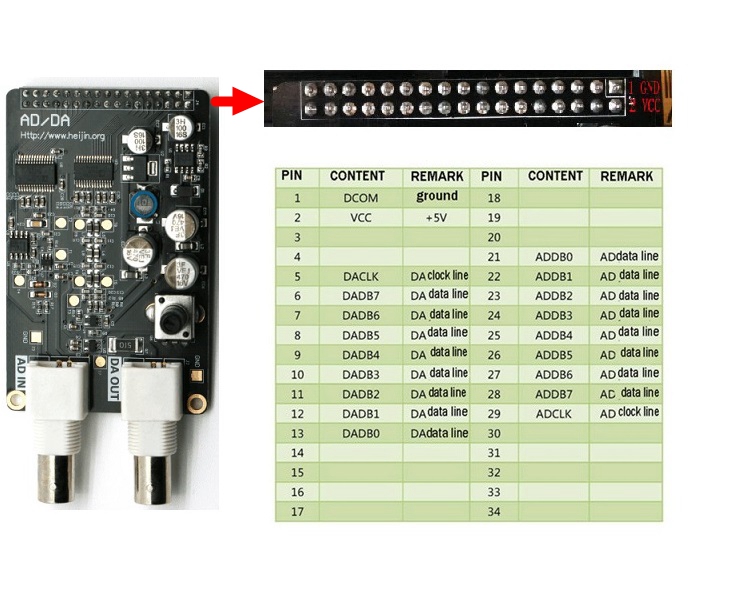 AD/DA
Http://www.heijin.org
1 GND
2 VCC
AD IN
DA OUT
GND
GND
510
PIN CONTENT REMARK PIN CONTENT REMARK
1 DCOM ground 18
2 VCC +5V 19
3 20
4 21 ADDB0 AD data line
5 DACLK DA clock line 22 ADDB1 AD data line
6 DADB7 DA data line 23 ADDB2 AD data line
7 DADB6 DA data line 24 ADDB3 AD data line
8 DADB5 DA data line 25 ADDB4 AD data line
9 DADB4 DA data line 26 ADDB5 AD data line
10 DADB3 DA data line 27 ADDB6 AD data line
11 DADB2 DA data line 28 ADDB7 AD data line
12 DADB1 DA data line 29 ADCLK AD clock line
13 DADB0 DA data line 30
14 31
15 32
16 33
17 34